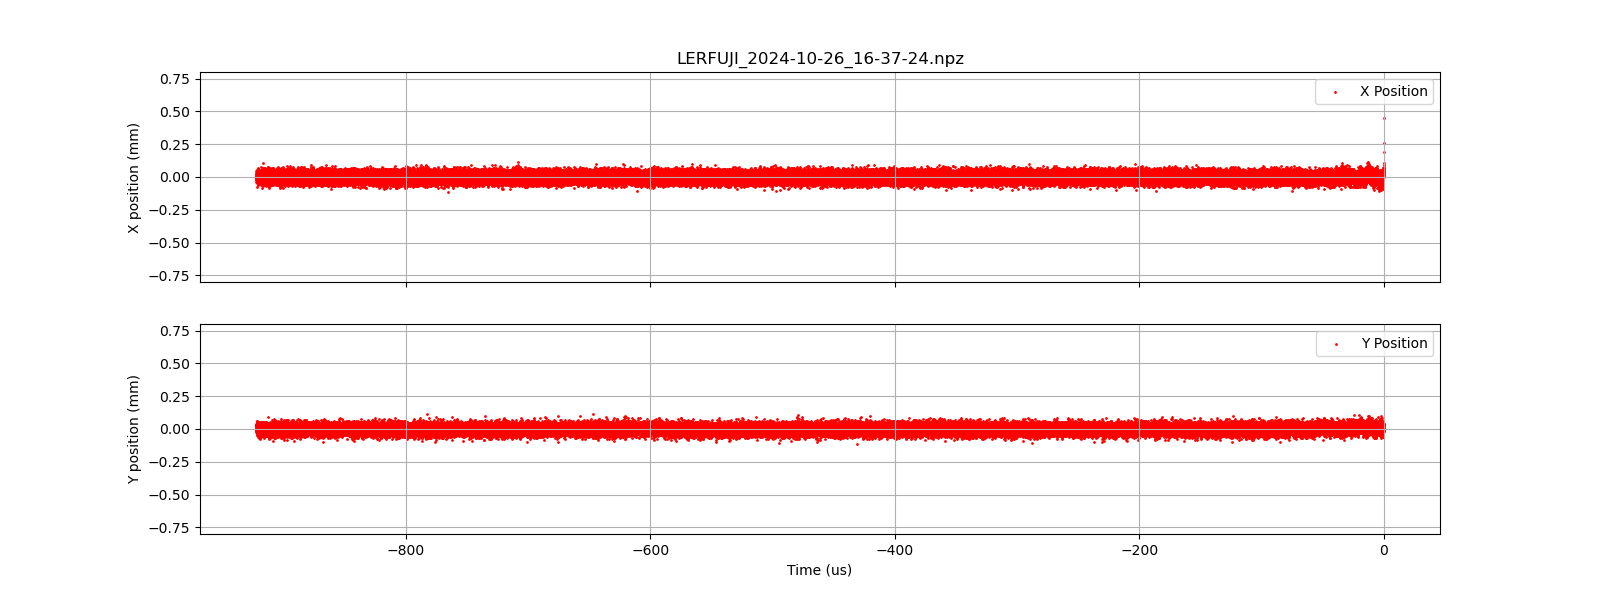 LERFUJI_2024-10-26_16-37-24.npz
X position (mm)
0.75
0.50
0.25
0.00
−0.25
−0.50
−0.75
X Position
Y position (mm)
0.75
0.50
0.25
0.00
−0.25
−0.50
−0.75
Y Position
−800 −600 −400 −200 0
Time (us)